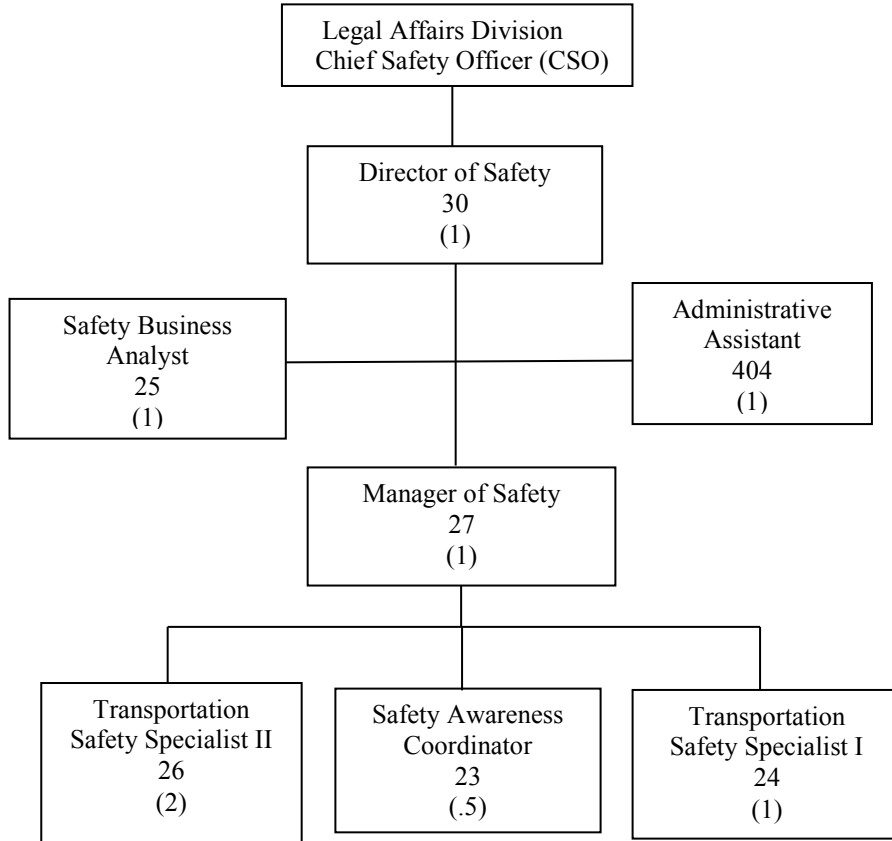 Legal Affairs Division
Chief Safety Officer (CSO)
Director of Safety
30
(1)
Safety Business
Analyst
25
(1)
Administrative
Assistant
404
(1)
Manager of Safety
27
(1)
Transportation
Safety Specialist II
26
(2)
Safety Awareness
Coordinator
23
(.5)
Transportation
Safety Specialist I
24
(1)